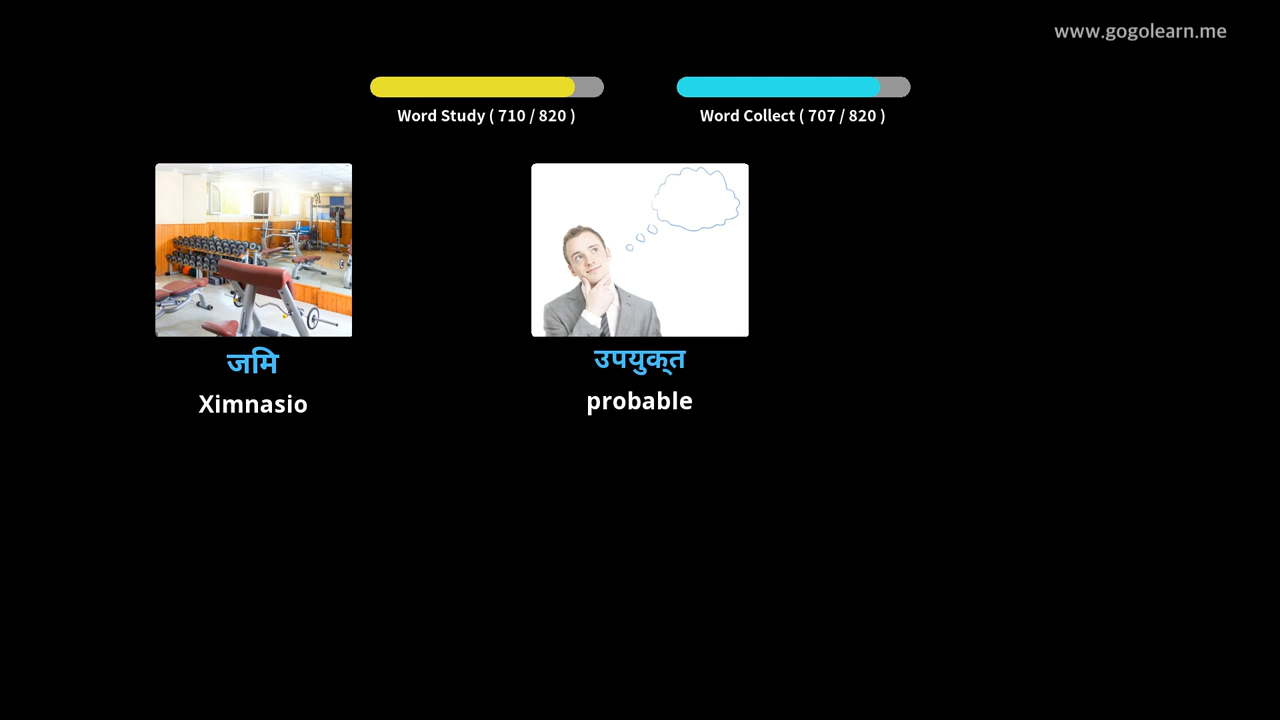 www.gogolearn.me
Word Study ( 710 / 820 )
Word Collect ( 707 / 820 )
जमि
Ximnasio
उपयुक्त
probable